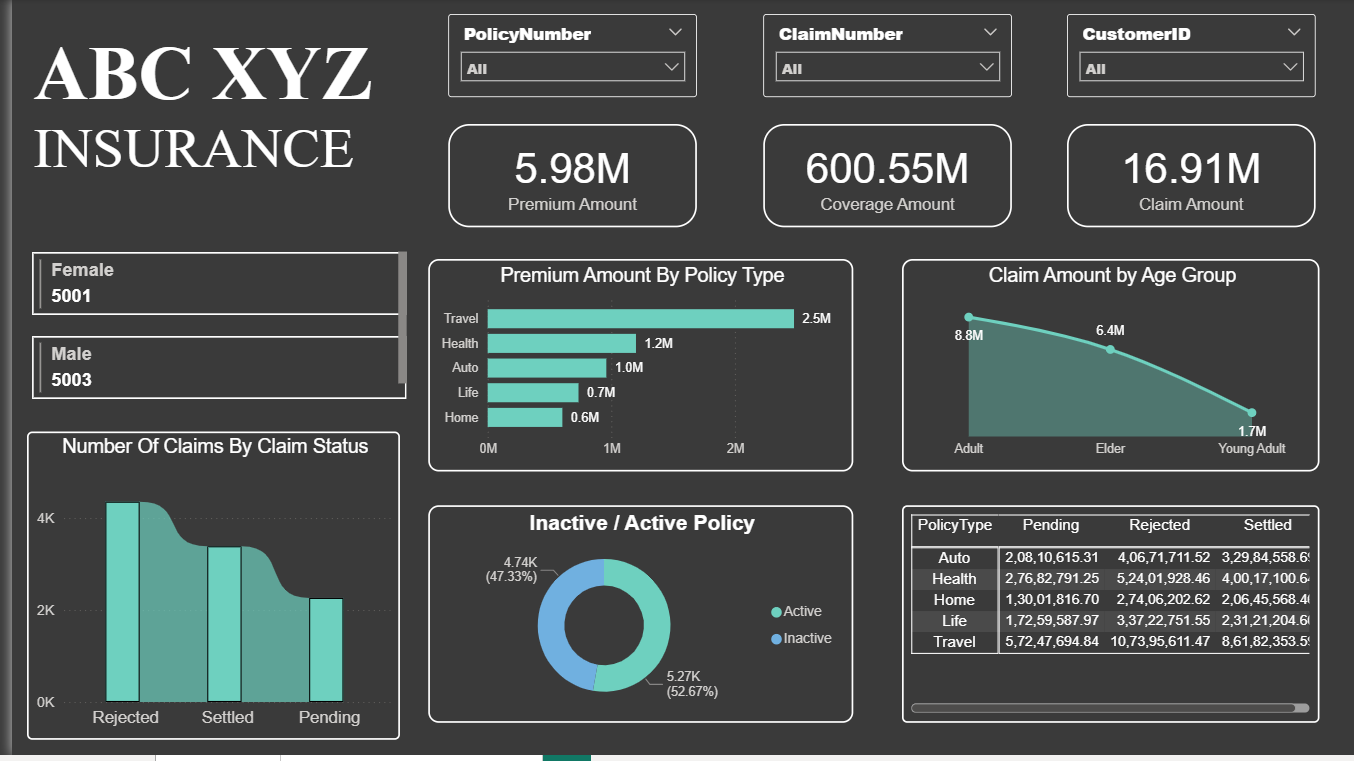 ABC XYZ
INSURANCE
PolicyNumber
All
ClaimNumber
All
CustomerID
All
5.98M
Premium Amount
600.55M
Coverage Amount
16.91M
Claim Amount
Female
5001
Male
5003
Premium Amount By Policy Type
Travel 2.5M
Health 1.2M
Auto 1.0M
Life 0.7M
Home 0.6M
0M 1M 2M
Claim Amount by Age Group
8.8M
6.4M
1.7M
Adult Elder Young Adult
Number Of Claims By Claim Status
4K
2K
0K
Rejected Settled Pending
Inactive / Active Policy
4.74K
(47.33%)
5.27K
(52.67%)
Active
Inactive
PolicyType Pending Rejected Settled
Auto 2,08,10,615.31 4,06,71,711.52 3,29,84,558.6
Health 2,76,82,791.25 5,24,01,928.46 4,00,17,100.6
Home 1,30,01,816.70 2,74,06,202.62 2,06,45,568.4
Life 1,72,59,587.97 3,37,22,751.55 2,31,21,204.6
Travel 5,72,47,694.84 10,73,95,611.47 8,61,82,353.5